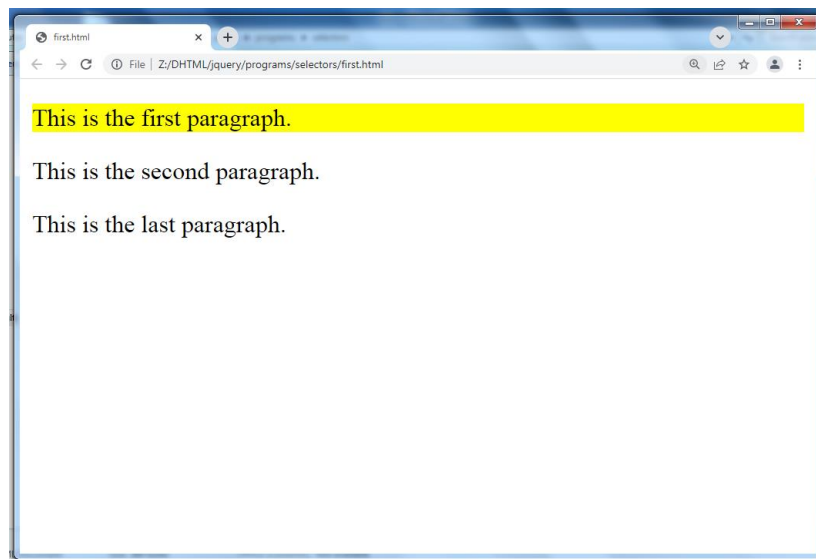 first.html
File | Z:/DHTML/jquery/programs/selectors/first.html
This is the first paragraph.
This is the second paragraph.
This is the last paragraph.